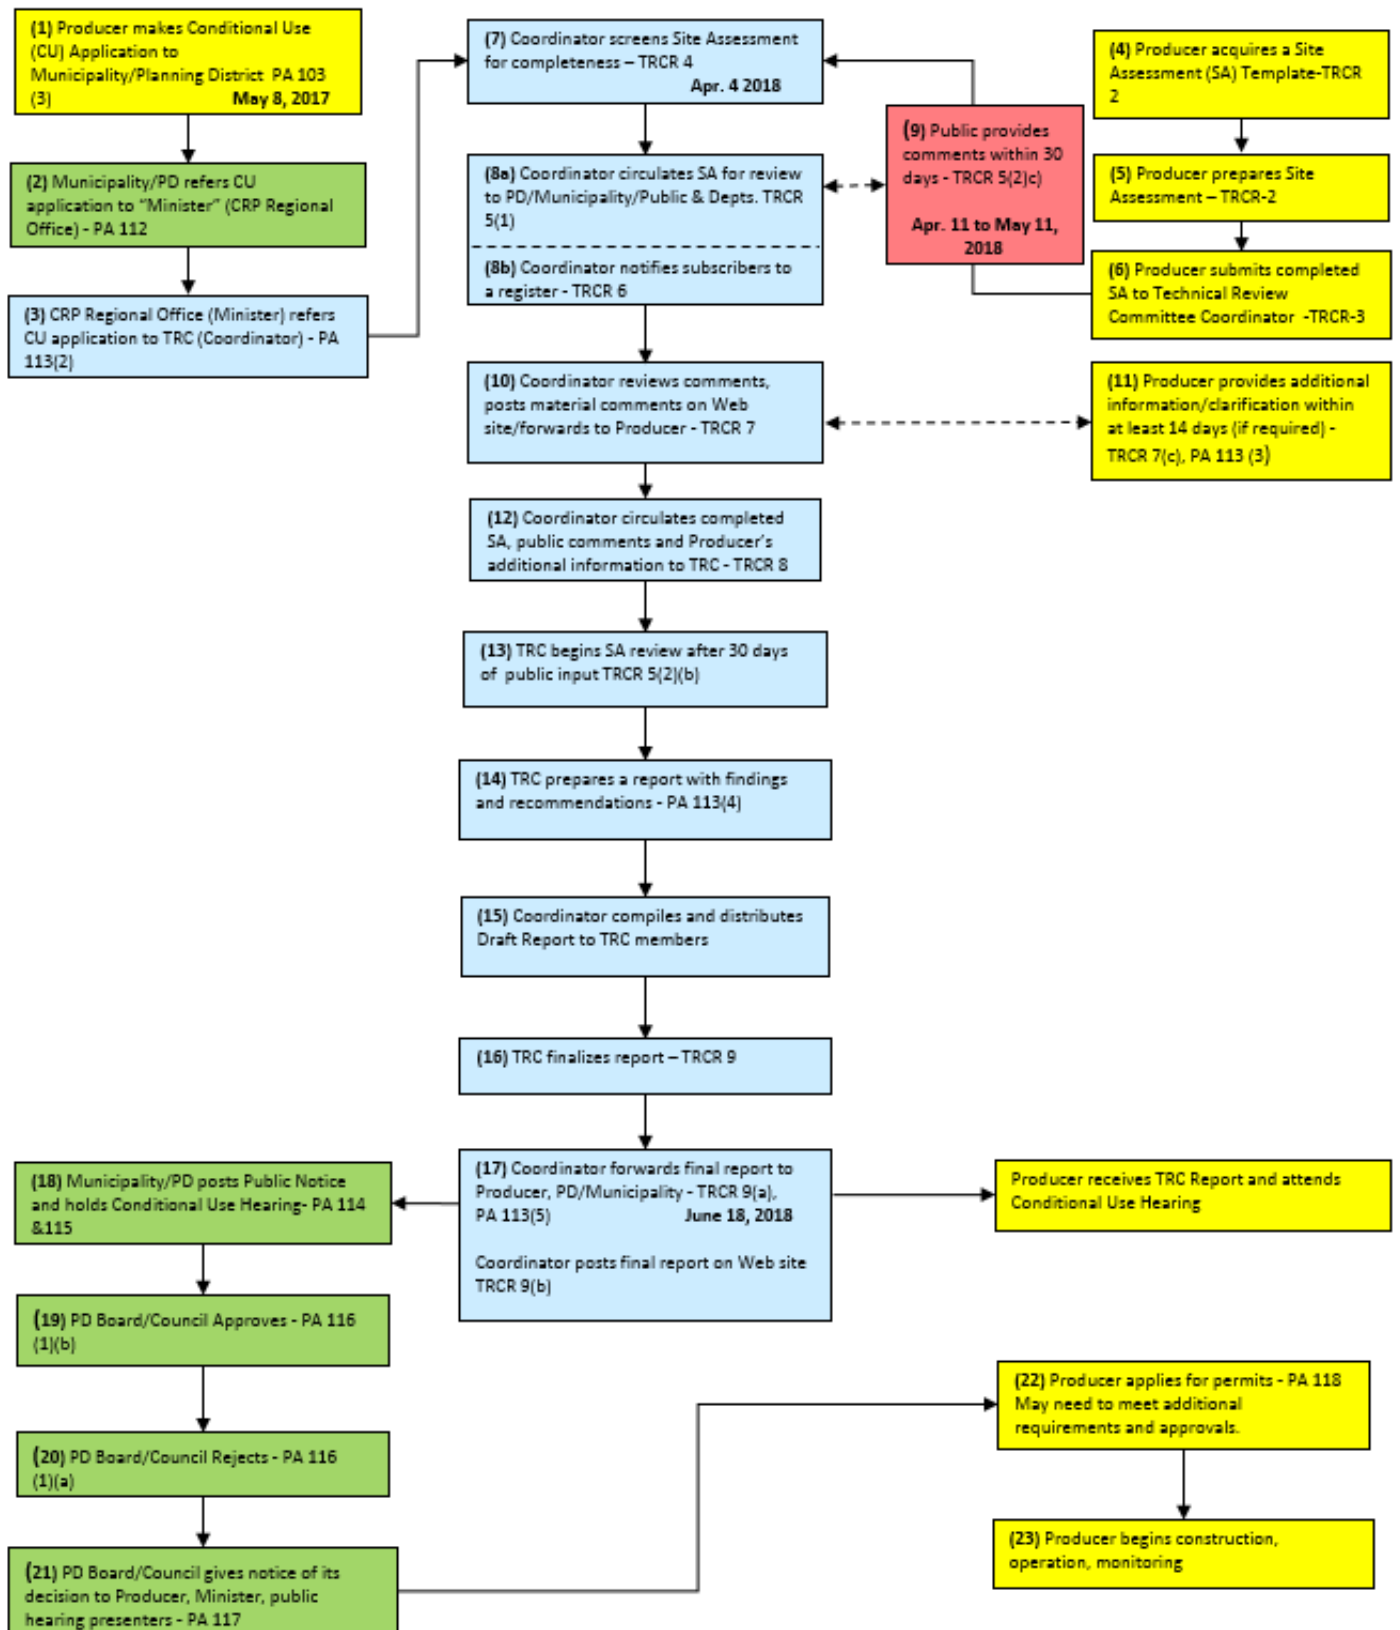 (1) Producer makes Conditional Use
(CU) Application to
Municipality/Planning District PA 103
(3) May 8, 2017
(2) Municipality/PD refers CU
application to “Minister” (CRP Regional
Office) - PA 112
(3) CRP Regional Office (Minister) refers
CU application to TRC (Coordinator) - PA
113(2)
(7) Coordinator screens Site Assessment
for completeness – TRCR 4
Apr. 4 2018
(4) Producer acquires a Site
Assessment (SA) Template-TRCR
2
(5) Producer prepares Site
Assessment – TRCR-2
(6) Producer submits completed
SA to Technical Review
Committee Coordinator -TRCR-3
(8a) Coordinator circulates SA for review
to PD/Municipality/Public & Depts. TRCR
5(1)
(8b) Coordinator notifies subscribers to
a register - TRCR 6
(9) Public provides
comments within 30
days - TRCR 5(2)c)
Apr. 11 to May 11,
2018
(10) Coordinator reviews comments,
posts material comments on Web
site/forwards to Producer - TRCR 7
(11) Producer provides additional
information/clarification within
at least 14 days (if required) -
TRCR 7(c), PA 113 (3)
(12) Coordinator circulates completed
SA, public comments and Producer’s
additional information to TRC - TRCR 8
(13) TRC begins SA review after 30 days
of public input TRCR 5(2)(b)
(14) TRC prepares a report with findings
and recommendations - PA 113(4)
(15) Coordinator compiles and distributes
Draft Report to TRC members
(16) TRC finalizes report – TRCR 9
(17) Coordinator forwards final report to
Producer, PD/Municipality - TRCR 9(a),
PA 113(5) June 18, 2018
Coordinator posts final report on Web site
TRCR 9(b)
Producer receives TRC Report and attends
Conditional Use Hearing
(18) Municipality/PD posts Public Notice
and holds Conditional Use Hearing- PA 114
&115
(19) PD Board/Council Approves - PA 116
(1)(b)
(20) PD Board/Council Rejects - PA 116
(1)(a)
(21) PD Board/Council gives notice of its
decision to Producer, Minister, public
hearing presenters - PA 117
(22) Producer applies for permits - PA 118
May need to meet additional
requirements and approvals.
(23) Producer begins construction,
operation, monitoring